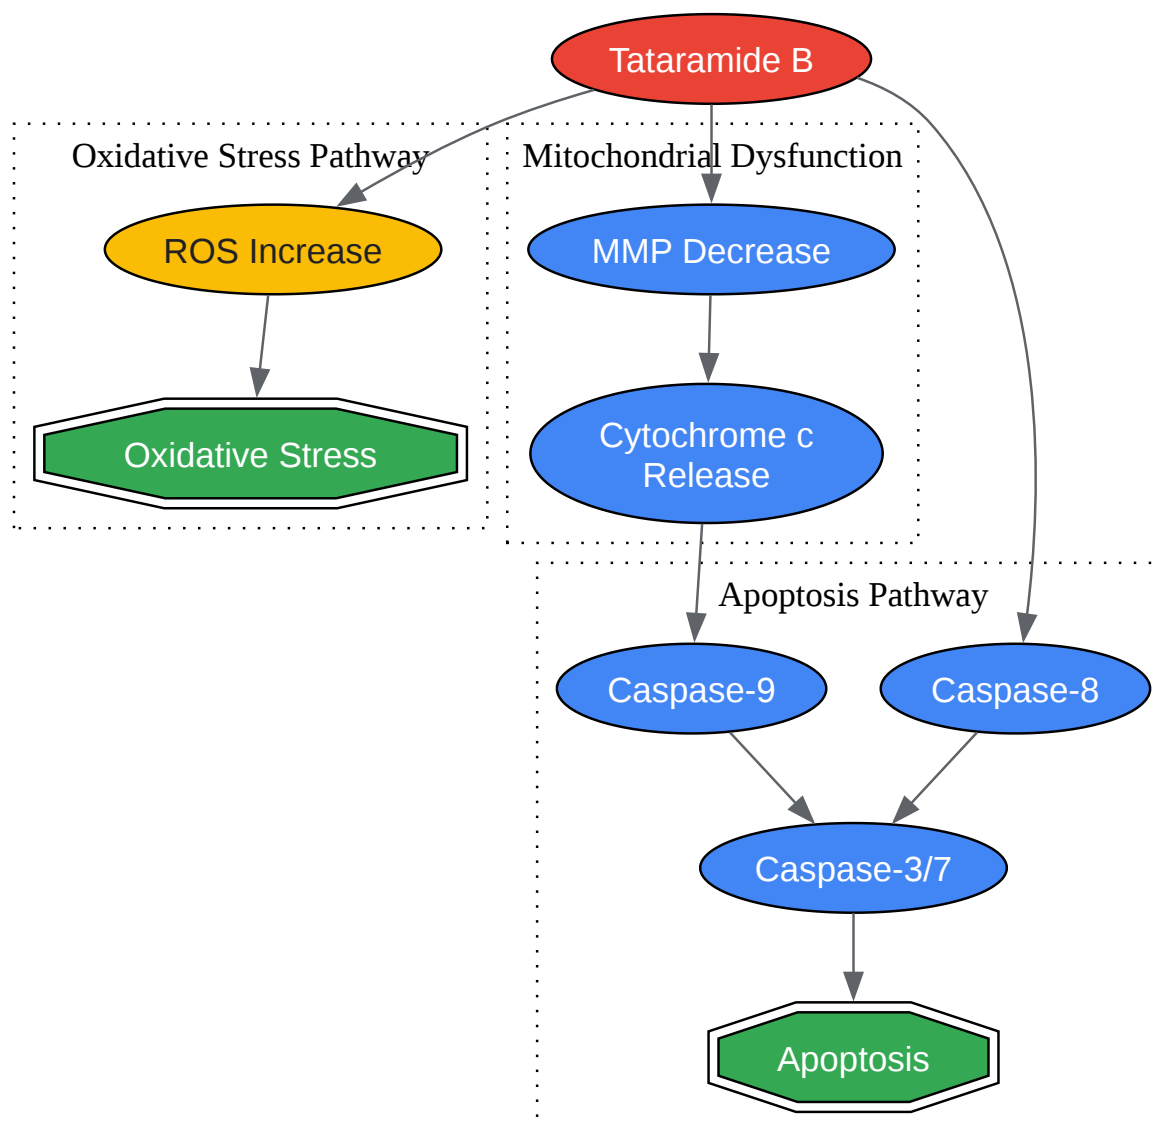 Tataramide B
Oxidative Stress Pathway
Mitochondrial Dysfunction
ROS Increase
MMP Decrease
Oxidative Stress
Cytochrome c
Release
Apoptosis Pathway
Caspase-9
Caspase-8
Caspase-3/7
Apoptosis